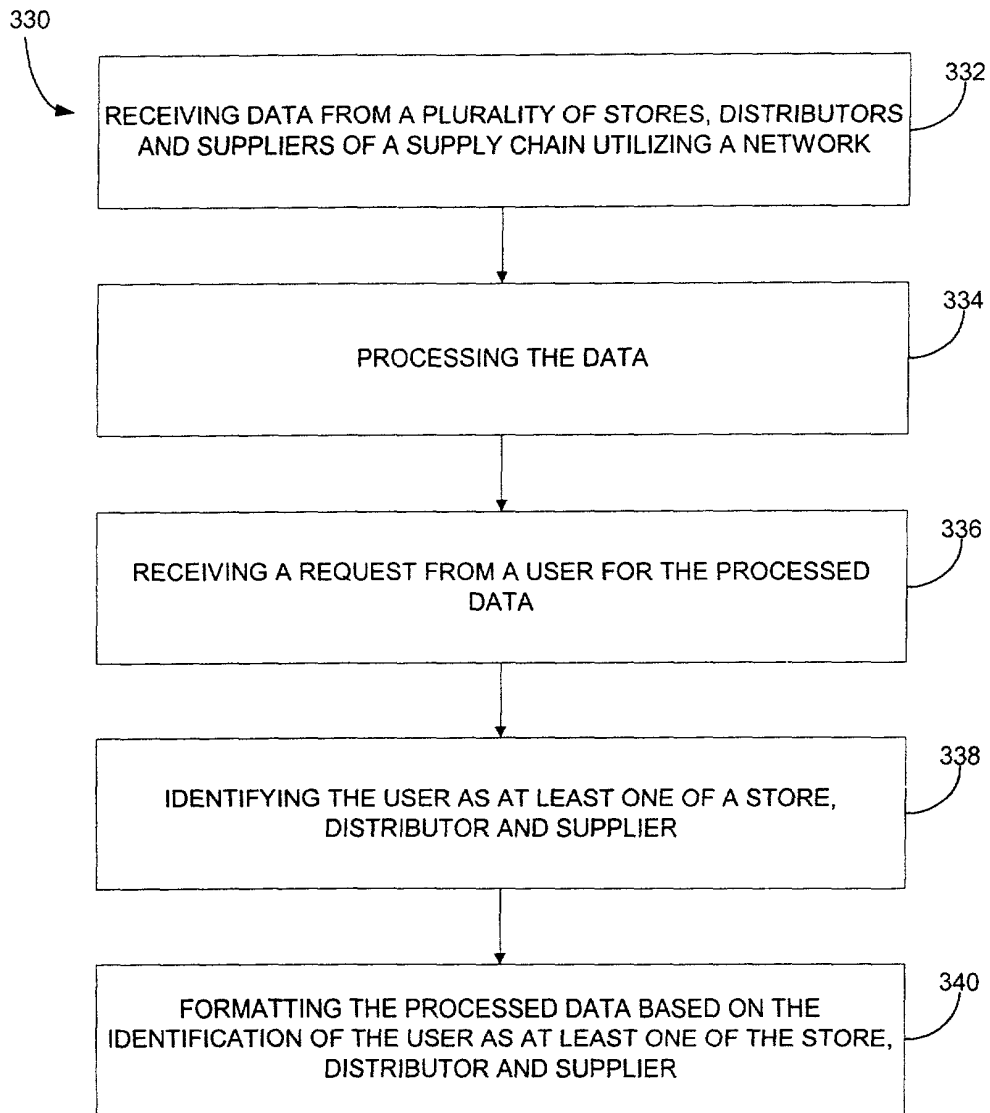 330
332
RECEIVING DATA FROM A PLURALITY OF STORES, DISTRIBUTORS
AND SUPPLIERS OF A SUPPLY CHAIN UTILIZING A NETWORK
334
PROCESSING THE DATA
336
RECEIVING A REQUEST FROM A USER FOR THE PROCESSED
DATA
338
IDENTIFYING THE USER AS AT LEAST ONE OF A STORE,
DISTRIBUTOR AND SUPPLIER
340
FORMATTING THE PROCESSED DATA BASED ON THE
IDENTIFICATION OF THE USER AS AT LEAST ONE OF THE STORE,
DISTRIBUTOR AND SUPPLIER